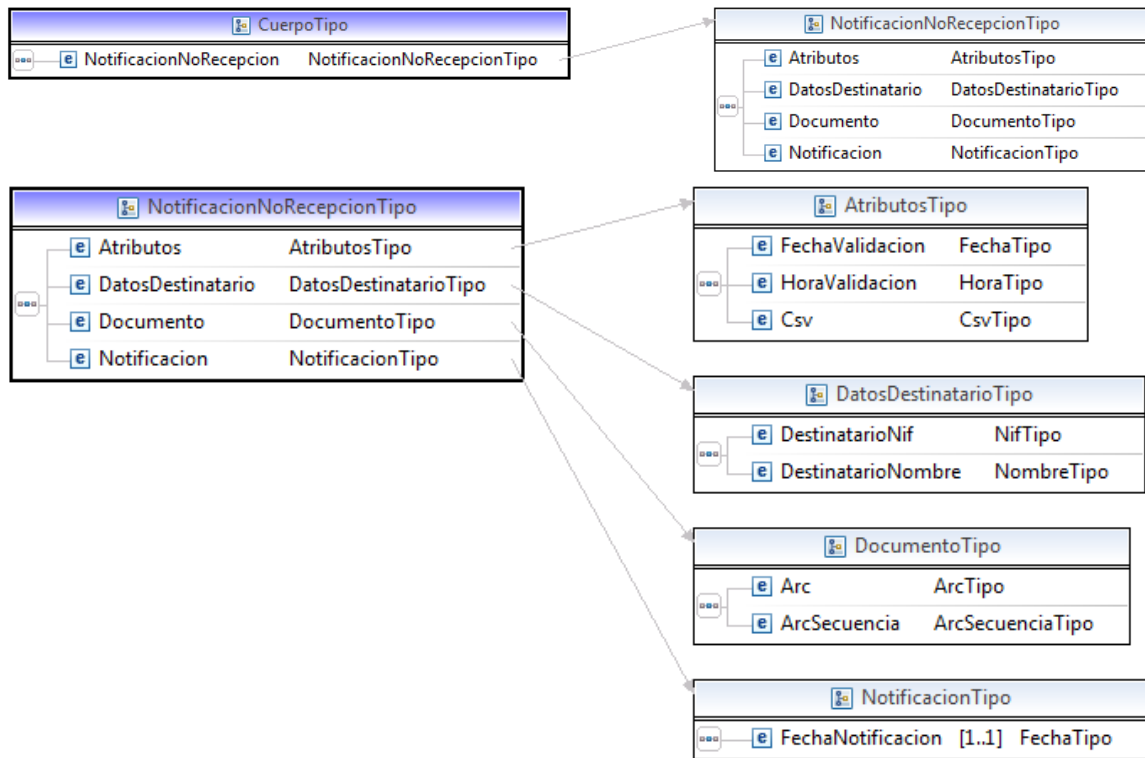 CuerpoTipo
e NotificacionNoRecepcion NotificacionNoRecepcionTipo
NotificacionNoRecepcionTipo
e Atributos AtributosTipo
e DatosDestinatario DatosDestinatarioTipo
e Documento DocumentoTipo
e Notificacion NotificacionTipo
NotificacionNoRecepcionTipo
e Atributos AtributosTipo
e DatosDestinatario DatosDestinatarioTipo
e Documento DocumentoTipo
e Notificacion NotificacionTipo
AtributosTipo
e FechaValidacion FechaTipo
e HoraValidacion HoraTipo
e Csv CsvTipo
DatosDestinatarioTipo
e DestinatarioNif NifTipo
e DestinatarioNombre NombreTipo
DocumentoTipo
e Arc ArcTipo
e ArcSecuencia ArcSecuenciaTipo
NotificacionTipo
e FechaNotificacion [1..1] FechaTipo